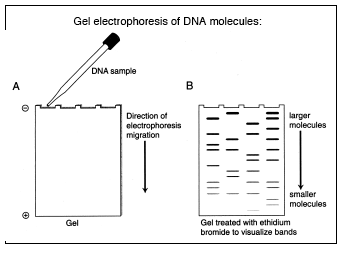 Gel electrophoresis of DNA molecules:
A
DNA sample
⊖
Direction of
electrophoresis
migration
⊕
Gel
B
larger
molecules
smaller
molecules
Gel treated with ethidium
bromide to visualize bands